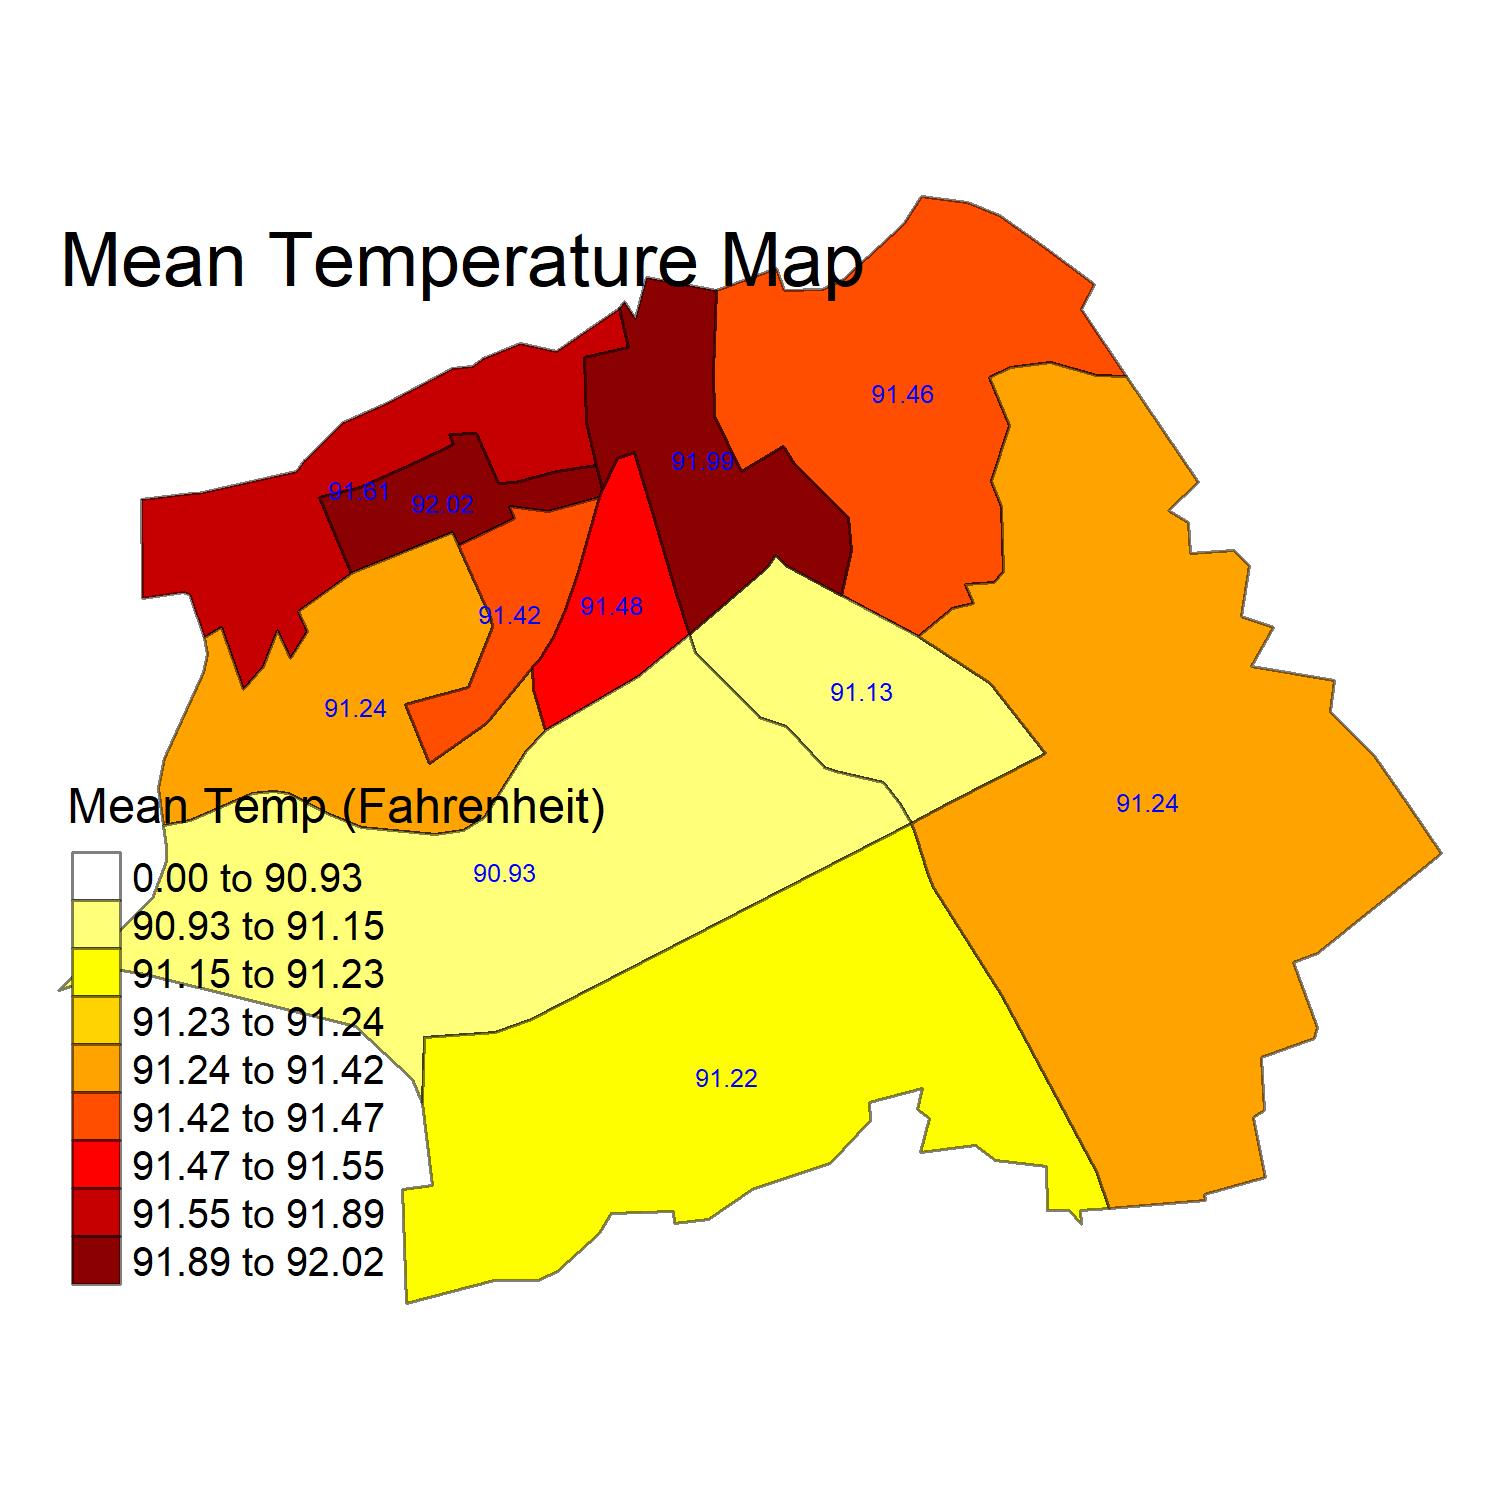 Mean Temperature Map
91.46
91.99
91.61
92.02
91.48
91.42
91.13
91.24
91.24
Mean Temp (Fahrenheit)
90.93
0.00 to 90.93
90.93 to 91.15
91.15 to 91.23
91.23 to 91.24
91.24 to 91.42
91.22
91.42 to 91.47
91.47 to 91.55
91.55 to 91.89
91.89 to 92.02